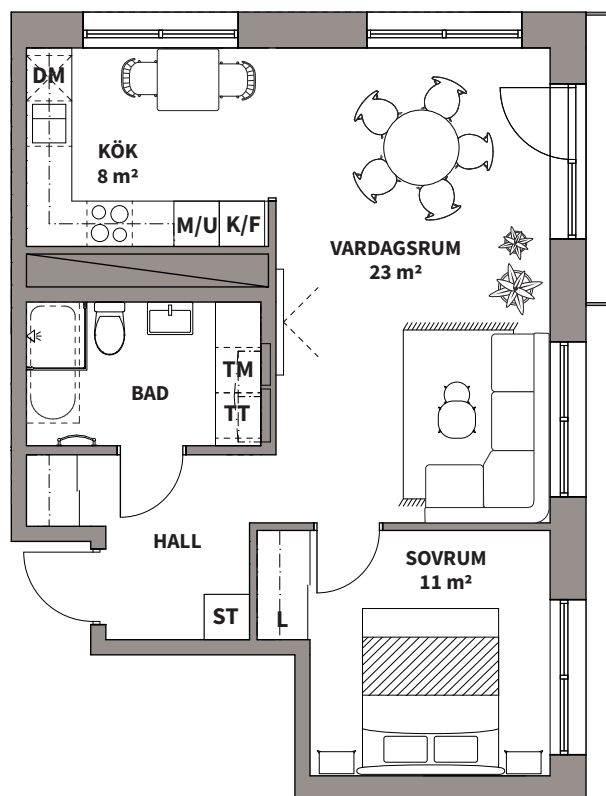 DM
KÖK
8 m²
M/U K/F
VARDAGSRUM
23 m²
TM
BAD
TT
HALL
SOVRUM
11 m²
ST
L